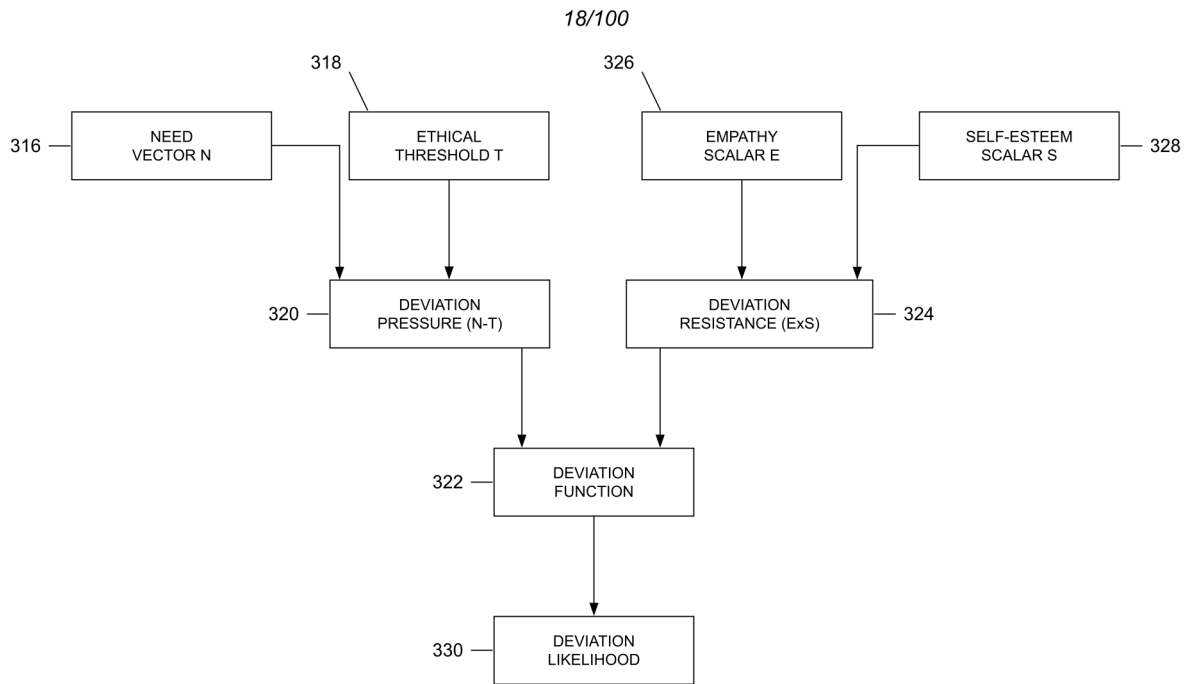 18/100
318
326
316
NEED
VECTOR N
ETHICAL
THRESHOLD T
EMPATHY
SCALAR E
SELF-ESTEEM
SCALAR S
328
320
DEVIATION
PRESSURE (N-T)
DEVIATION
RESISTANCE (ExS)
324
322
DEVIATION
FUNCTION
330
DEVIATION
LIKELIHOOD